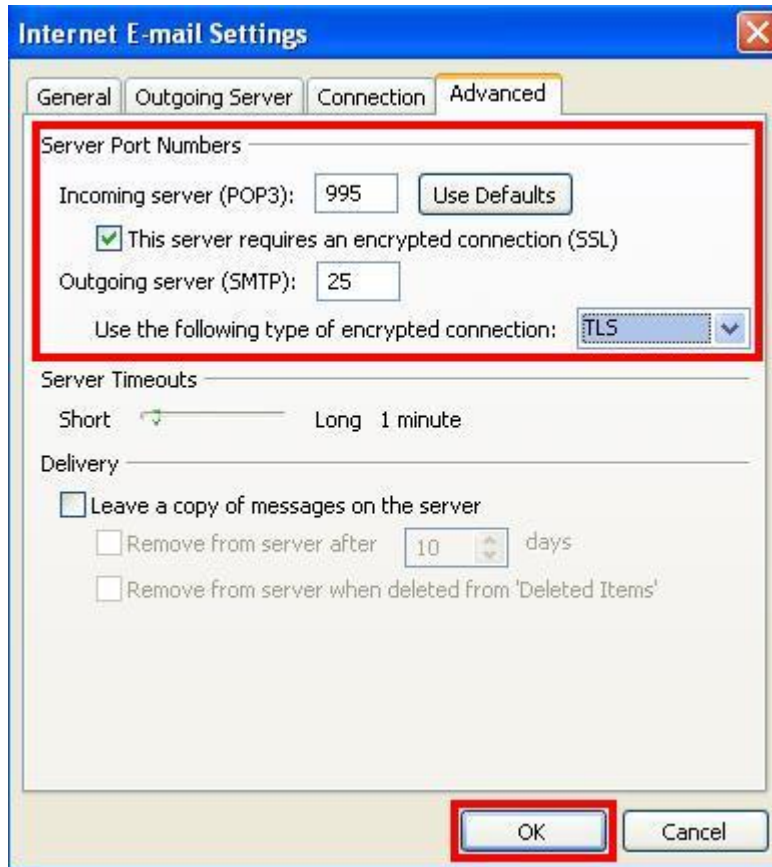 Internet E-mail Settings
General Outgoing Server Connection Advanced
Server Port Numbers
Incoming server (POP3): 995 Use Defaults
This server requires an encrypted connection (SSL)
Outgoing server (SMTP): 25
Use the following type of encrypted connection: TLS
Server Timeouts
Short Long 1 minute
Delivery
Leave a copy of messages on the server
Remove from server after 10 days
Remove from server when deleted from 'Deleted Items'
OK Cancel